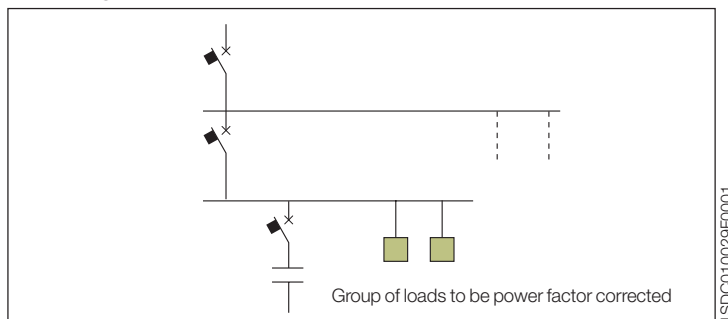 Group of loads to be power factor corrected
1SDC010029F0001